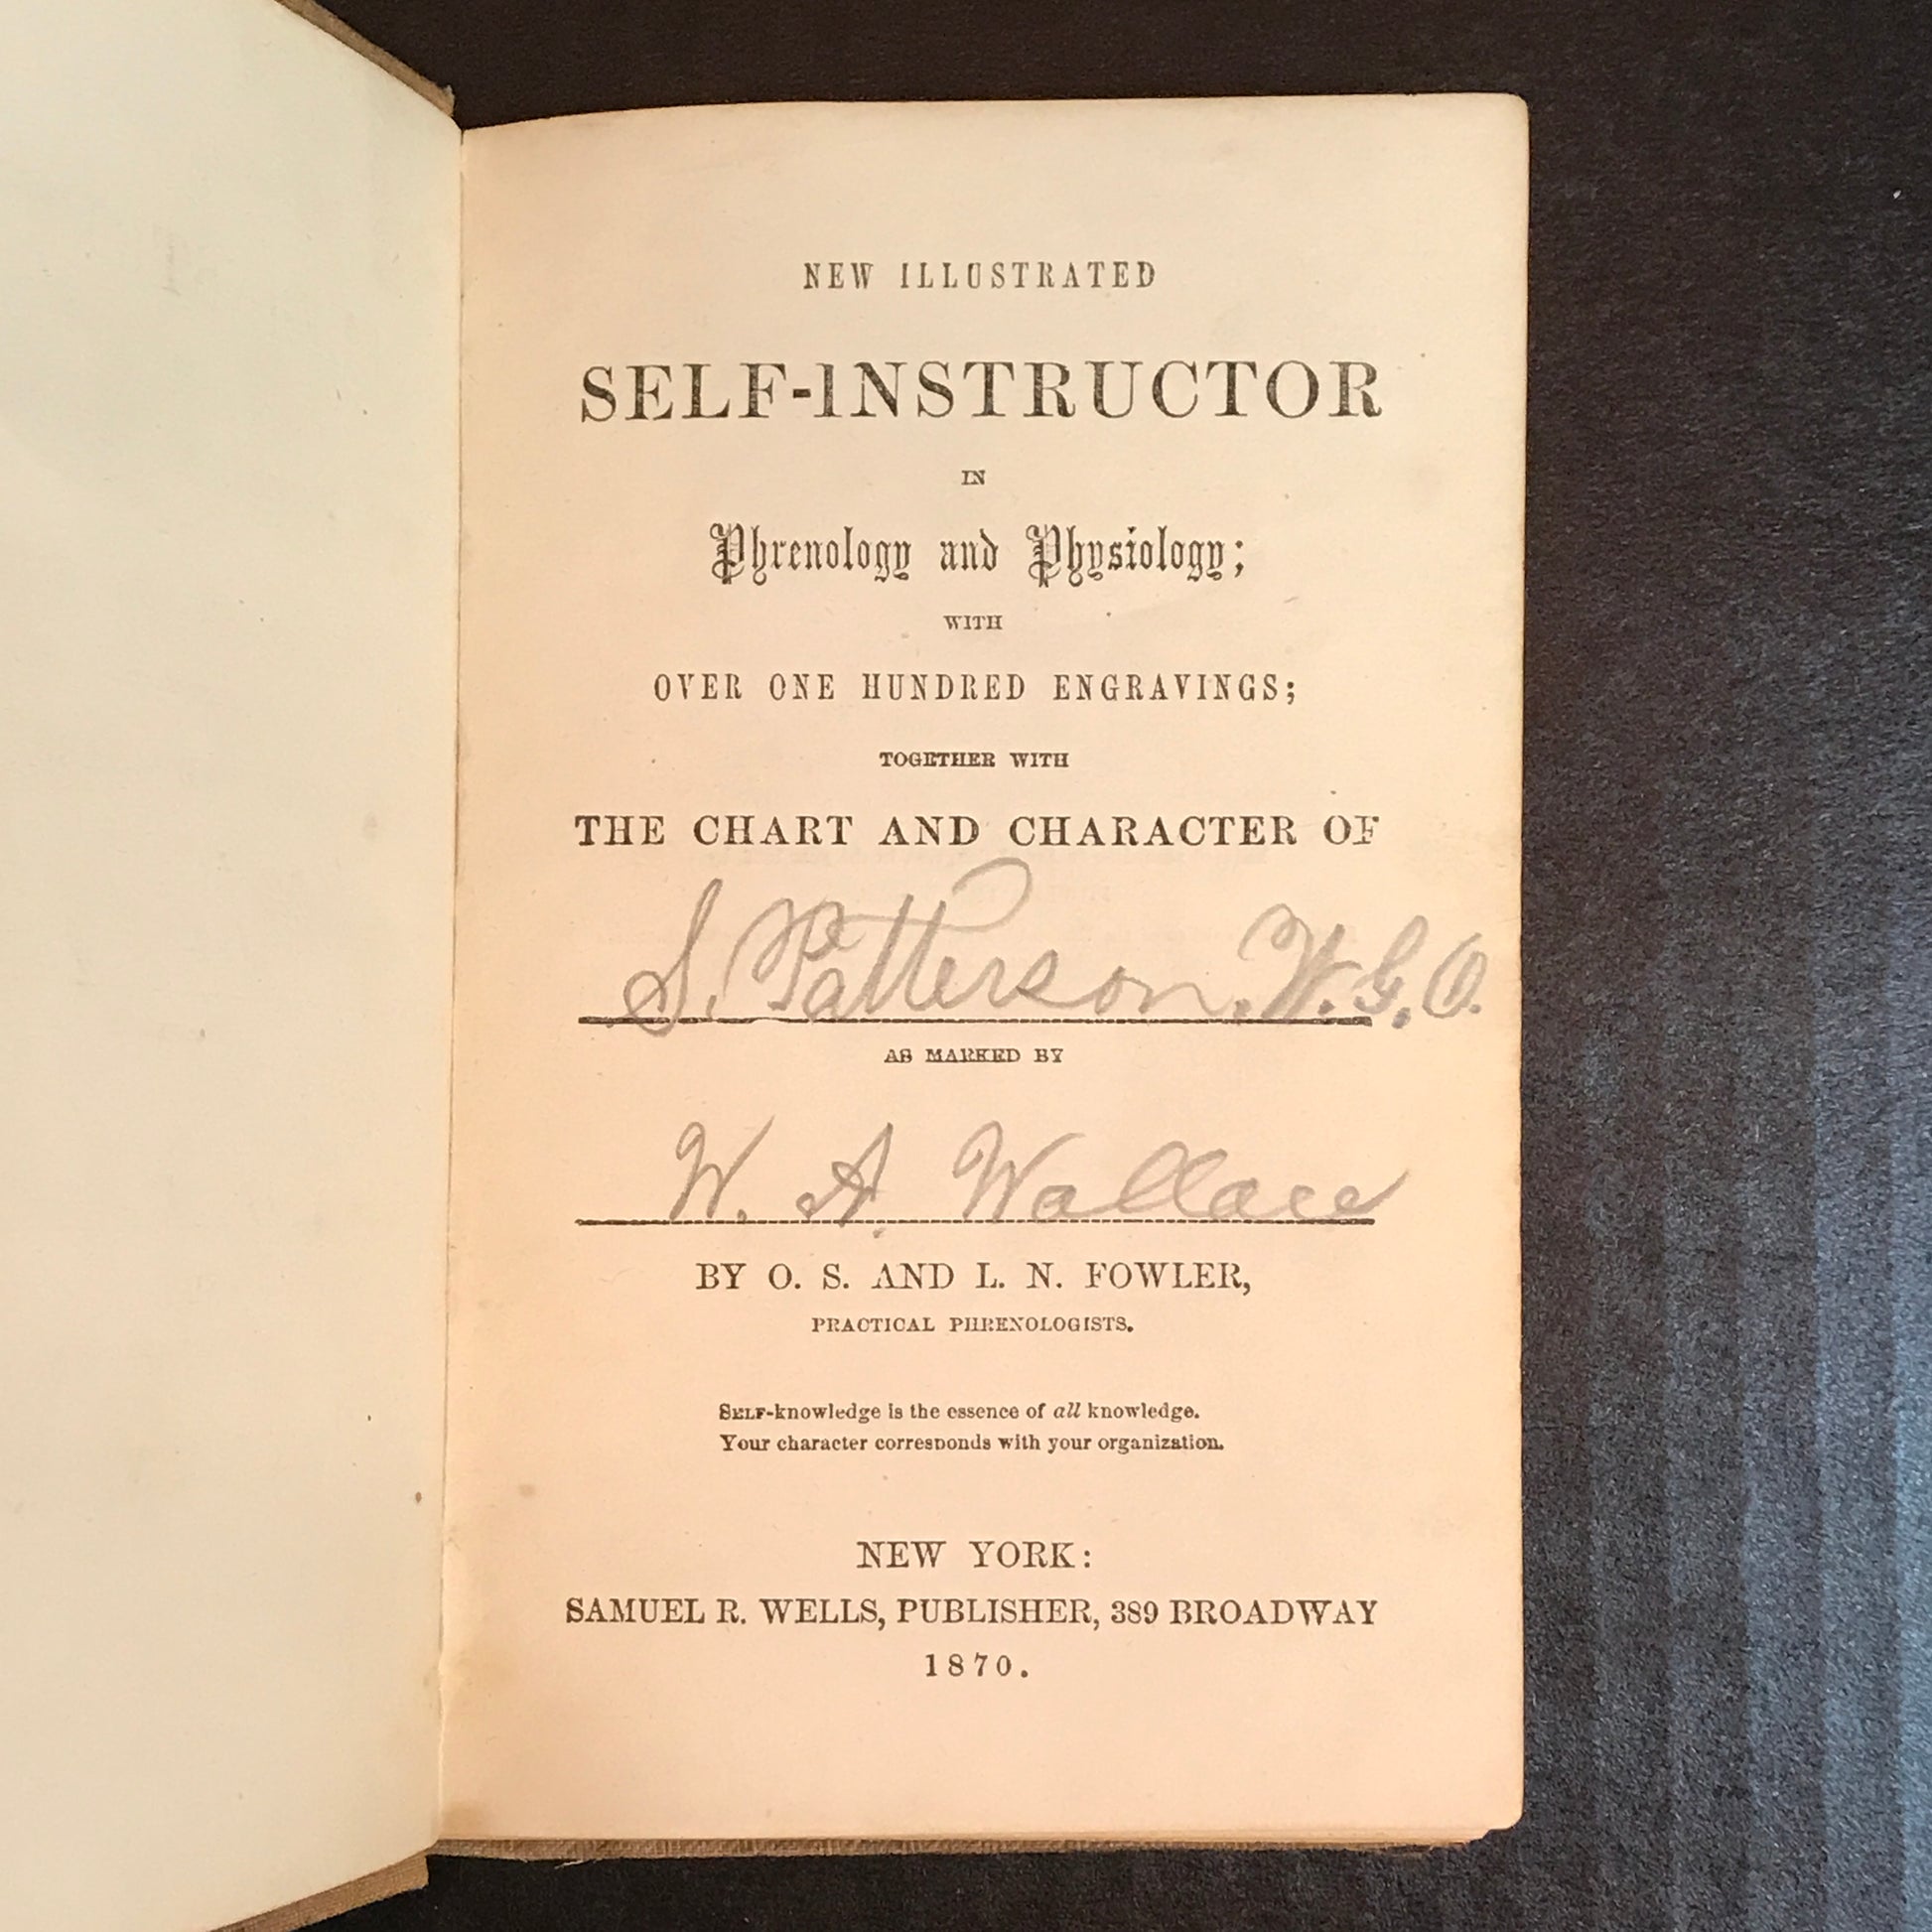 NEW ILLUSTRATED
SELF-INSTRUCTOR
IN
Phrenology and Physiology;
WITH
OVER ONE HUNDRED ENGRAVINGS;
TOGETHER WITH
THE CHART AND CHARACTER OF
S. Patterson. W. G. O.
AS MARKED BY
W. A. Wallace
BY O. S. AND L. N. FOWLER,
PRACTICAL PHRENOLOGISTS.
SELF-knowledge is the essence of all knowledge.
Your character corresponds with your organization.
NEW YORK:
SAMUEL R. WELLS, PUBLISHER, 389 BROADWAY
1870.